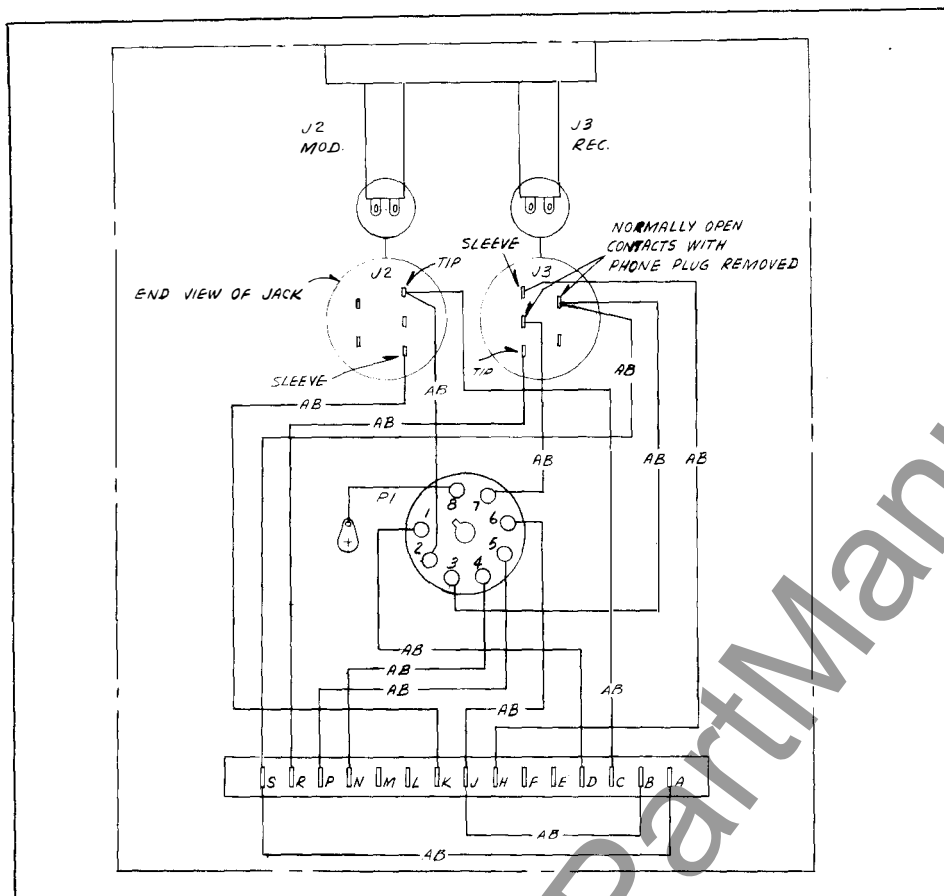 J2
MOD.
J3
REC.
NORMALLY OPEN
CONTACTS WITH
PHONE PLUG REMOVED
SLEEVE
J2
TIP
J3
END VIEW OF JACK
TIP
SLEEVE
AB
AB
AB
AB
AB
AB
AB
P1
8
7
1
6
2
5
3
4
AB
AB
AB
AB
AB
S R P N M L K J H F E D C B A
AB
AB
PartManu